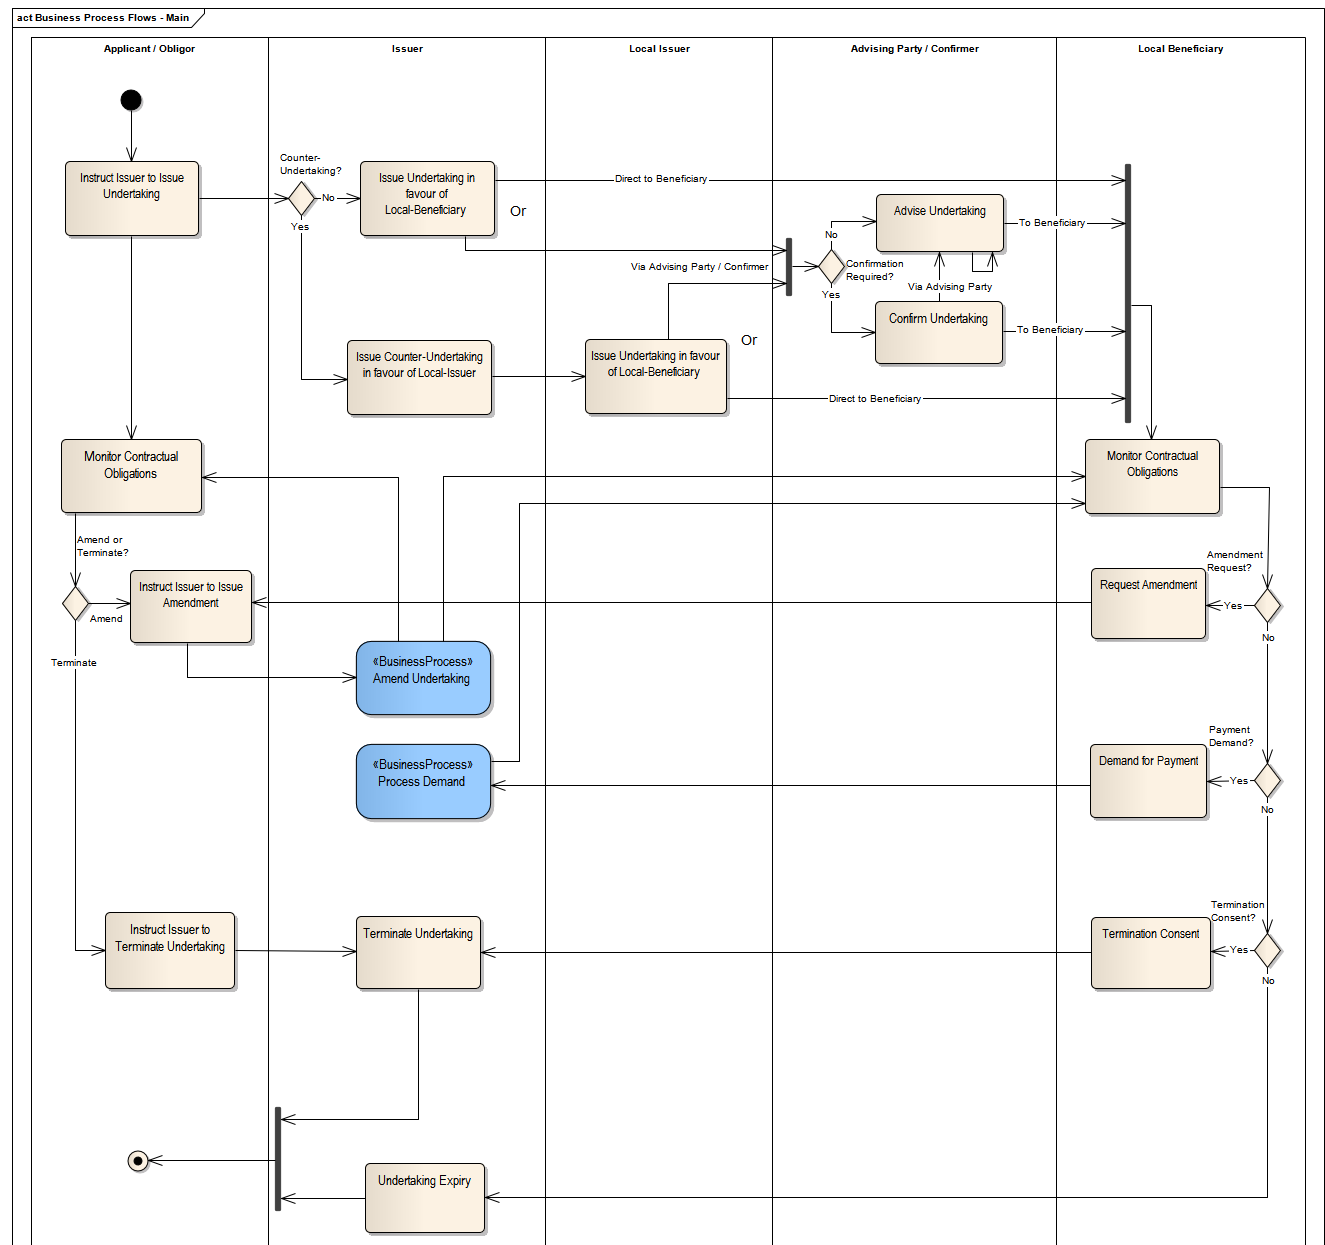 act Business Process Flows - Main
Applicant / Obligor
Issuer
Local Issuer
Advising Party / Confirmer
Local Beneficiary
Instruct Issuer to Issue
Undertaking
Counter-
Undertaking?
No
Yes
Issue Undertaking in
favour of
Local-Beneficiary
Direct to Beneficiary
Or
Via Advising Party / Confirmer
No
Confirmation
Required?
Yes
Advise Undertaking
To Beneficiary
Via Advising Party
Confirm Undertaking
To Beneficiary
Issue Counter-Undertaking
in favour of Local-Issuer
Issue Undertaking in favour
of Local-Beneficiary
Or
Direct to Beneficiary
Monitor Contractual
Obligations
Monitor Contractual
Obligations
Amend or
Terminate?
Amend
Terminate
Instruct Issuer to Issue
Amendment
Request Amendment
Amendment
Request?
Yes
No
«BusinessProcess»
Amend Undertaking
«BusinessProcess»
Process Demand
Demand for Payment
Payment
Demand?
Yes
No
Instruct Issuer to
Terminate Undertaking
Terminate Undertaking
Termination Consent
Termination
Consent?
Yes
No
Undertaking Expiry